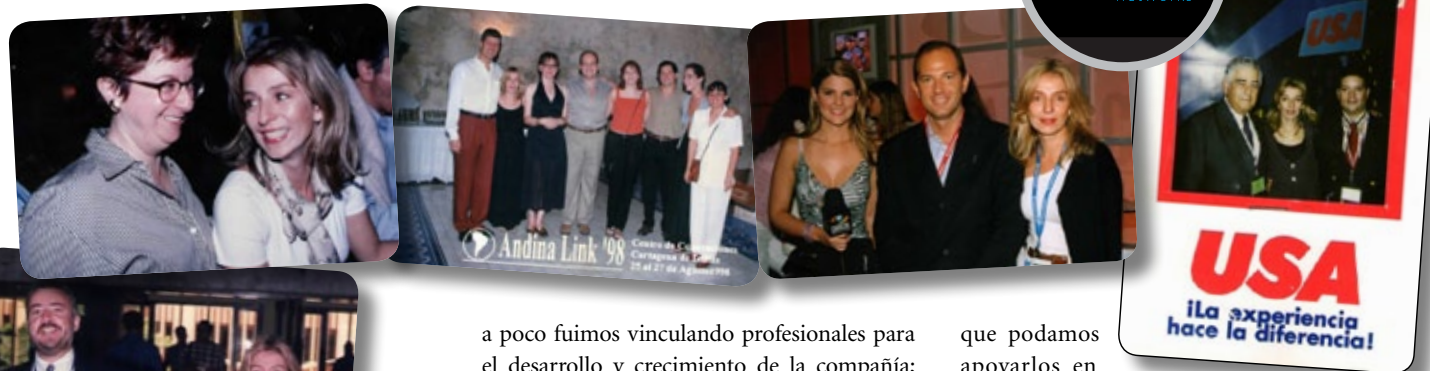 USA
Andina Link '98
Centro de Convenciones
Cartagena de Indias
25 al 27 de Agosto 1998
USA
¡La experiencia
hace la diferencia!
a poco fuimos vinculando profesionales para
el desarrollo y crecimiento de la compañía;
que podamos
apoyarlos en